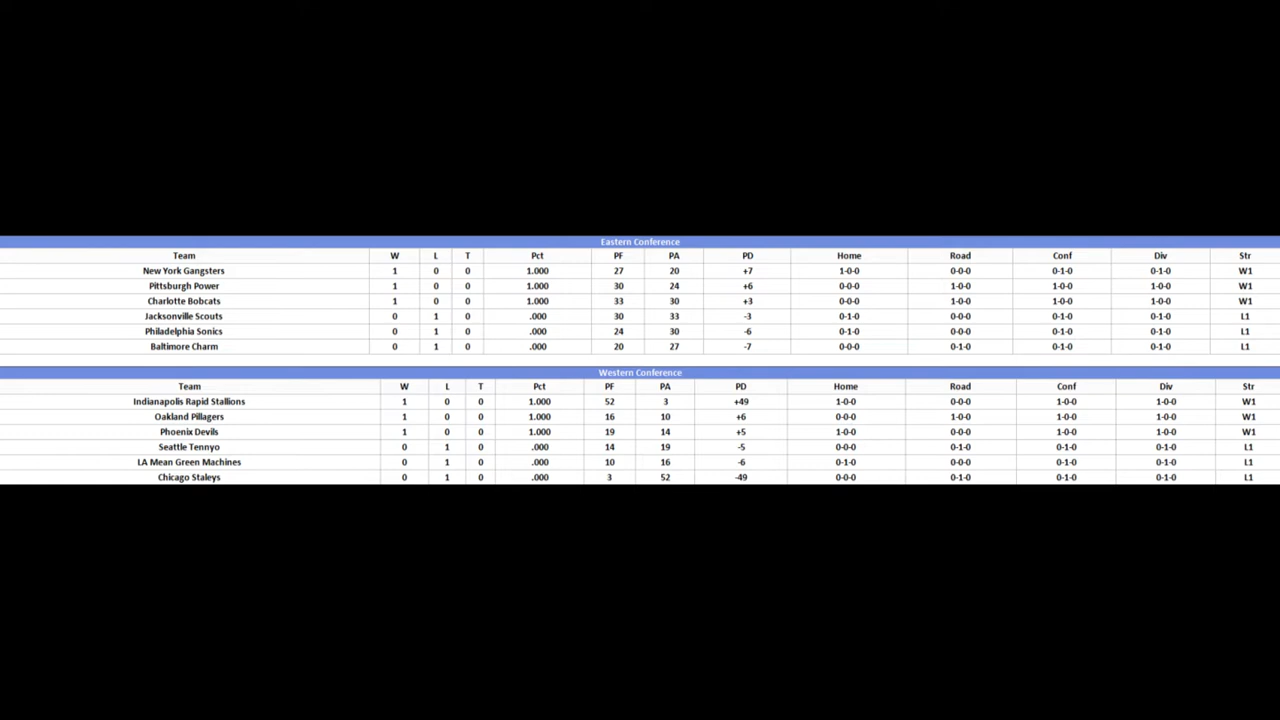 Eastern Conference
Team W L T Pct PF PA PD Home Road Conf Div Str
New York Gangsters 1 0 0 1.000 27 20 +7 1-0-0 0-0-0 0-1-0 0-1-0 W1
Pittsburgh Power 1 0 0 1.000 30 24 +6 0-0-0 1-0-0 1-0-0 1-0-0 W1
Charlotte Bobcats 1 0 0 1.000 33 30 +3 0-0-0 1-0-0 1-0-0 1-0-0 W1
Jacksonville Scouts 0 1 0 .000 30 33 -3 0-1-0 0-0-0 0-1-0 0-1-0 L1
Philadelphia Sonics 0 1 0 .000 24 30 -6 0-1-0 0-0-0 0-1-0 0-1-0 L1
Baltimore Charm 0 1 0 .000 20 27 -7 0-0-0 0-1-0 0-1-0 0-1-0 L1
Western Conference
Team W L T Pct PF PA PD Home Road Conf Div Str
Indianapolis Rapid Stallions 1 0 0 1.000 52 3 +49 1-0-0 0-0-0 1-0-0 1-0-0 W1
Oakland Pillagers 1 0 0 1.000 16 10 +6 0-0-0 1-0-0 1-0-0 1-0-0 W1
Phoenix Devils 1 0 0 1.000 19 14 +5 1-0-0 0-0-0 1-0-0 1-0-0 W1
Seattle Tennyo 0 1 0 .000 14 19 -5 0-0-0 0-1-0 0-1-0 0-1-0 L1
LA Mean Green Machines 0 1 0 .000 10 16 -6 0-1-0 0-0-0 0-1-0 0-1-0 L1
Chicago Staleys 0 1 0 .000 3 52 -49 0-0-0 0-1-0 0-1-0 0-1-0 L1